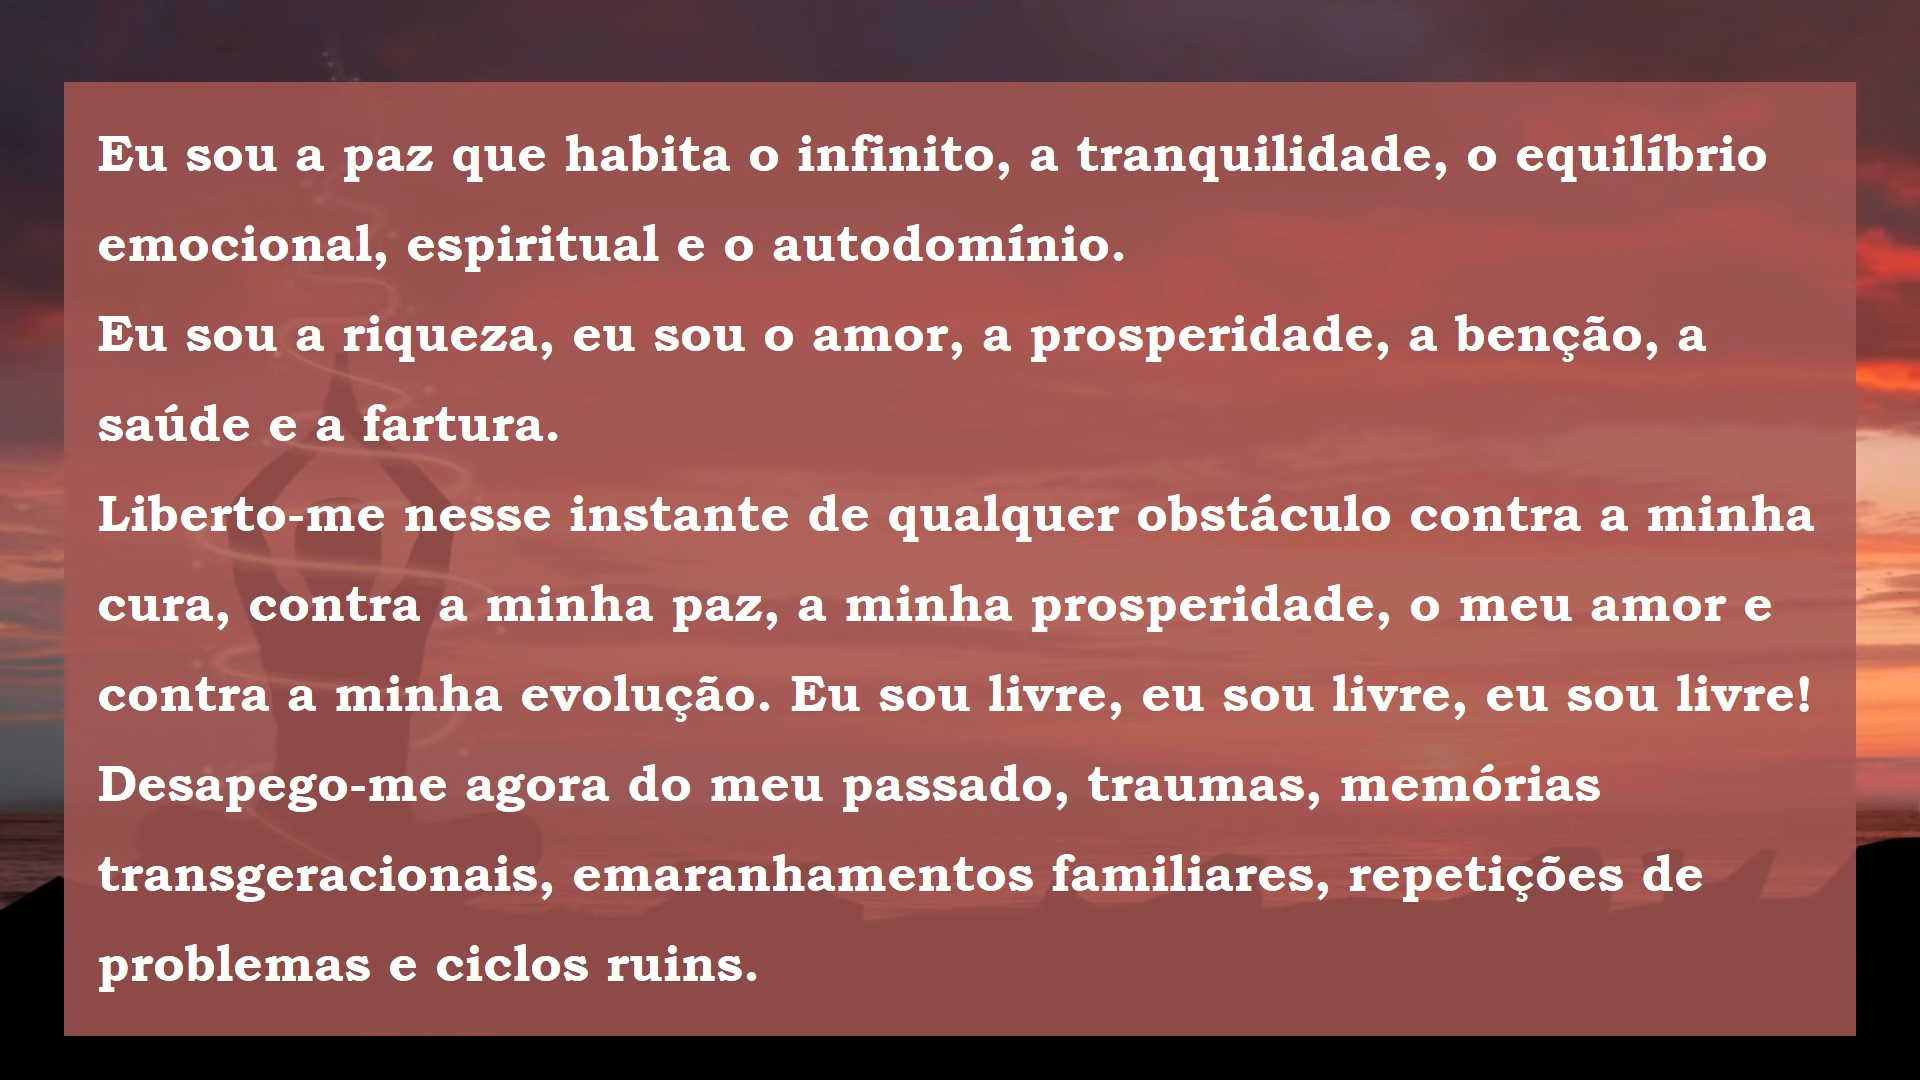 Eu sou a paz que habita o infinito, a tranquilidade, o equilíbrio
emocional, espiritual e o autodomínio.
Eu sou a riqueza, eu sou o amor, a prosperidade, a benção, a
saúde e a fartura.
Liberto-me nesse instante de qualquer obstáculo contra a minha
cura, contra a minha paz, a minha prosperidade, o meu amor e
contra a minha evolução. Eu sou livre, eu sou livre, eu sou livre!
Desapego-me agora do meu passado, traumas, memórias
transgeracionais, emaranhamentos familiares, repetições de
problemas e ciclos ruins.